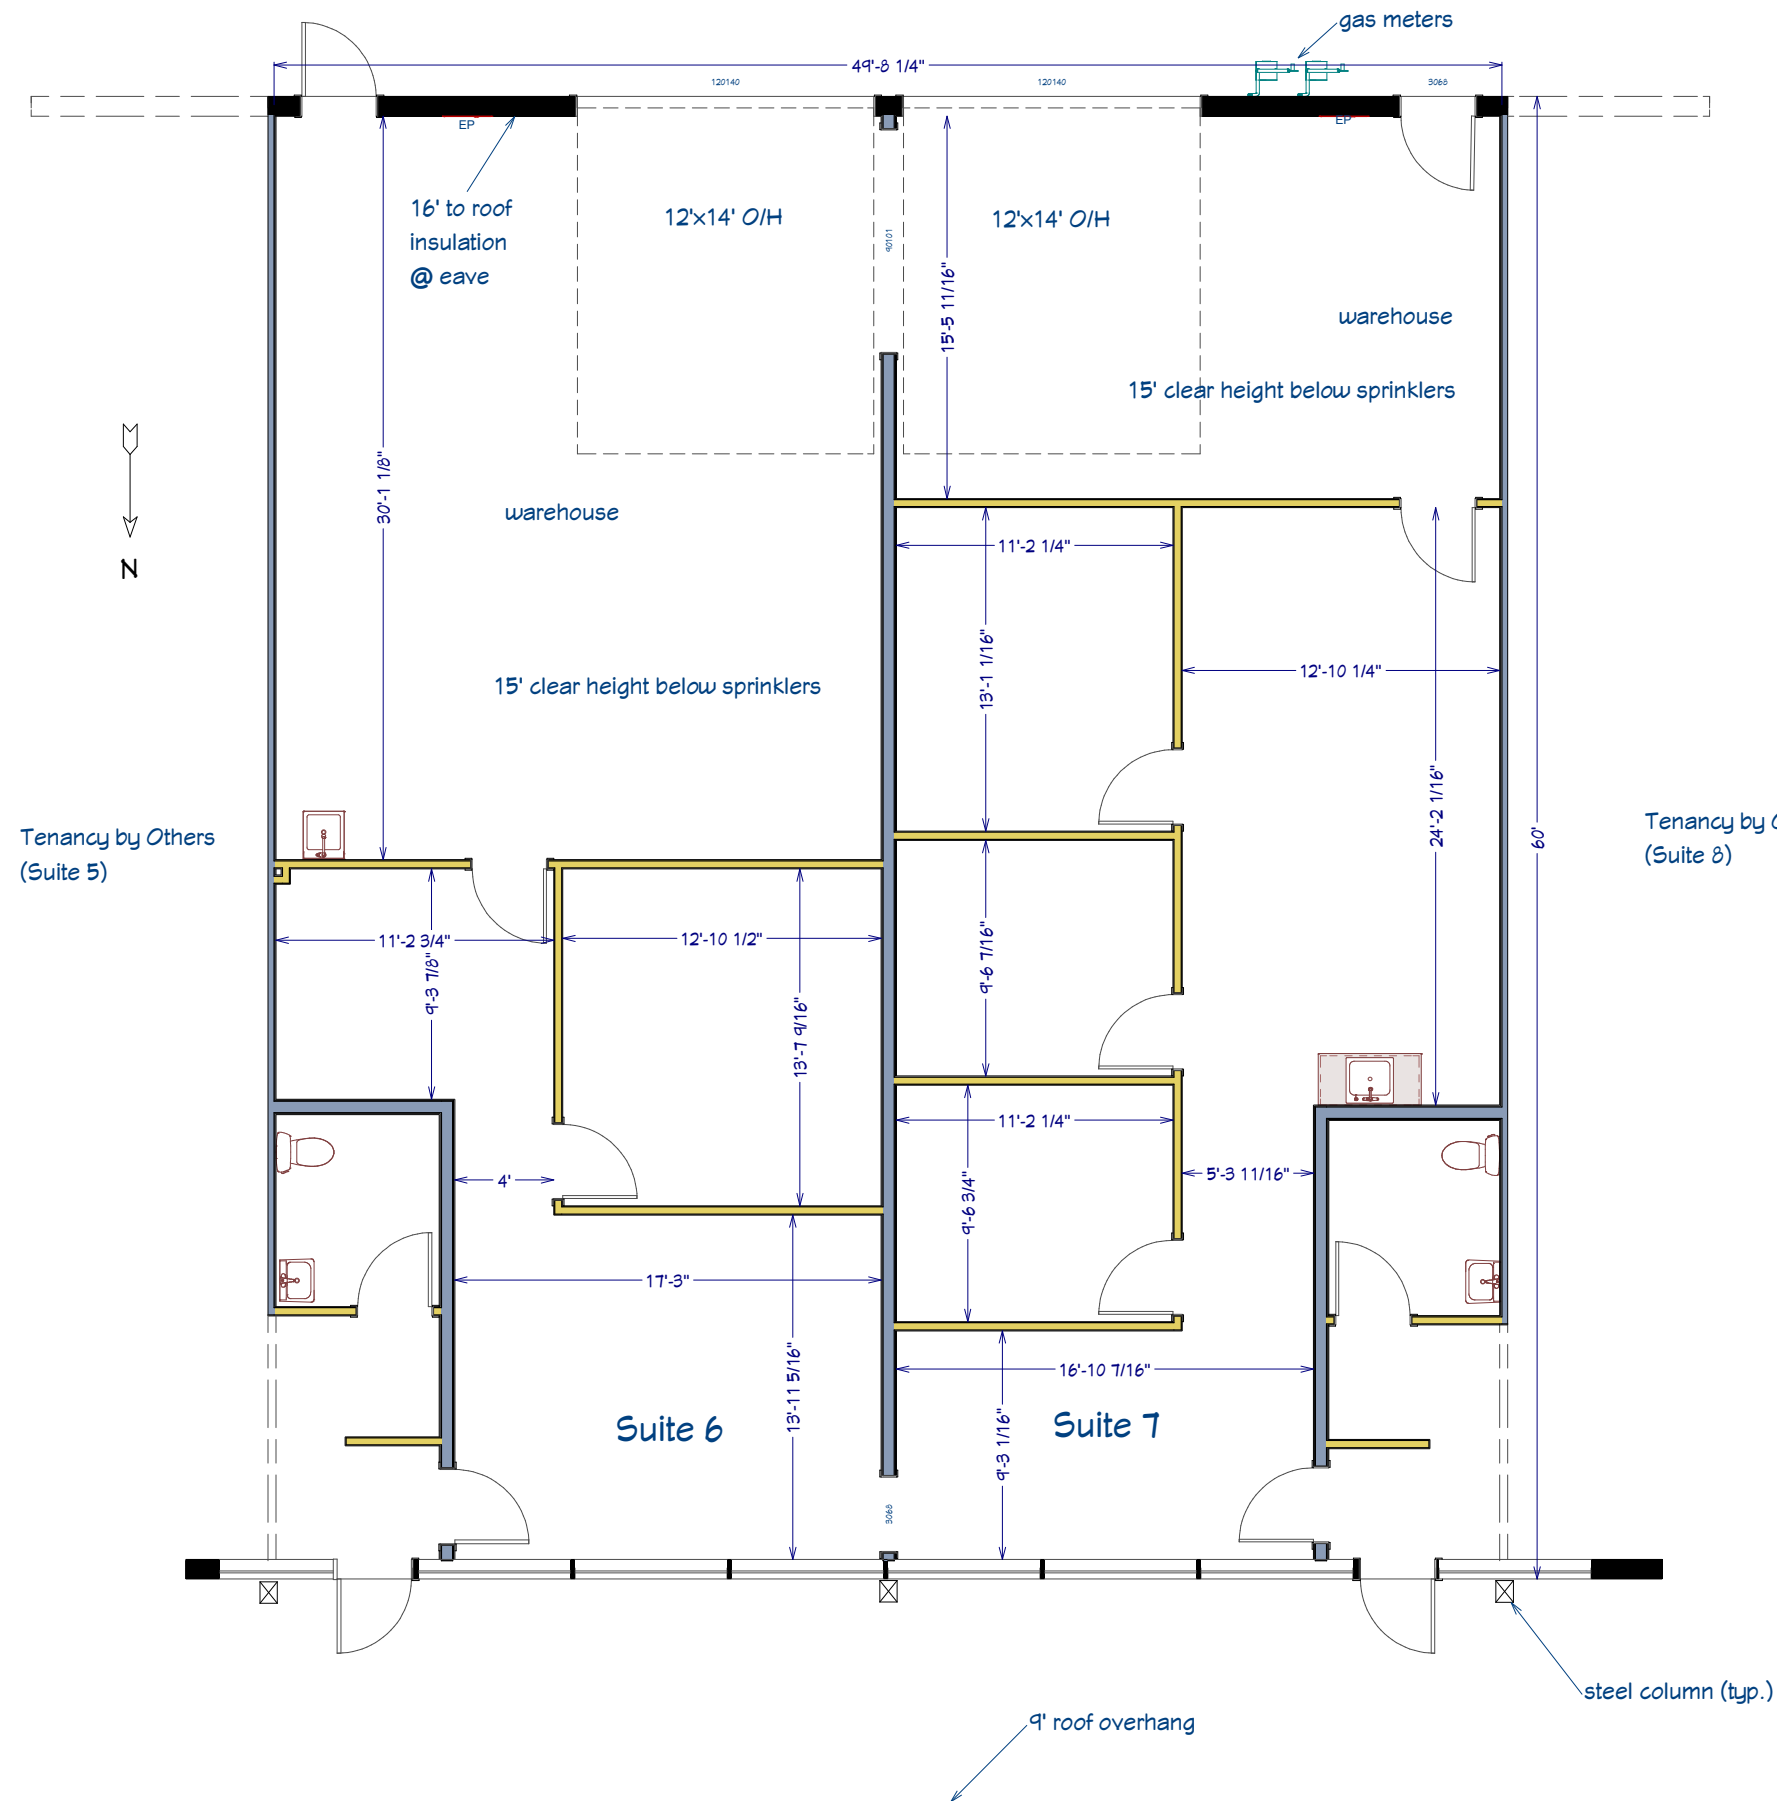 gas meters
49'-8 1/4"
120140
120140
3068
EP
EP
16' to roof
insulation
@ eave
12'x14' O/H
12'x14' O/H
90101
15'-5 11/16"
warehouse
15' clear height below sprinklers
30'-1 1/8"
N
warehouse
11'-2 1/4"
13'-1 1/16"
12'-10 1/4"
15' clear height below sprinklers
24'-2 1/16"
60'
Tenancy by Others
(Suite 5)
Tenancy by
(Suite 8)
11'-2 3/4"
12'-10 1/2"
9'-3 7/8"
9'-6 7/16"
13'-7 9/16"
11'-2 1/4"
4'
5'-3 11/16"
9'-6 3/4"
17'-3"
16'-10 7/16"
13'-11 5/16"
Suite 6
Suite 7
9'-3 1/16"
3068
steel column (typ.)
9' roof overhang